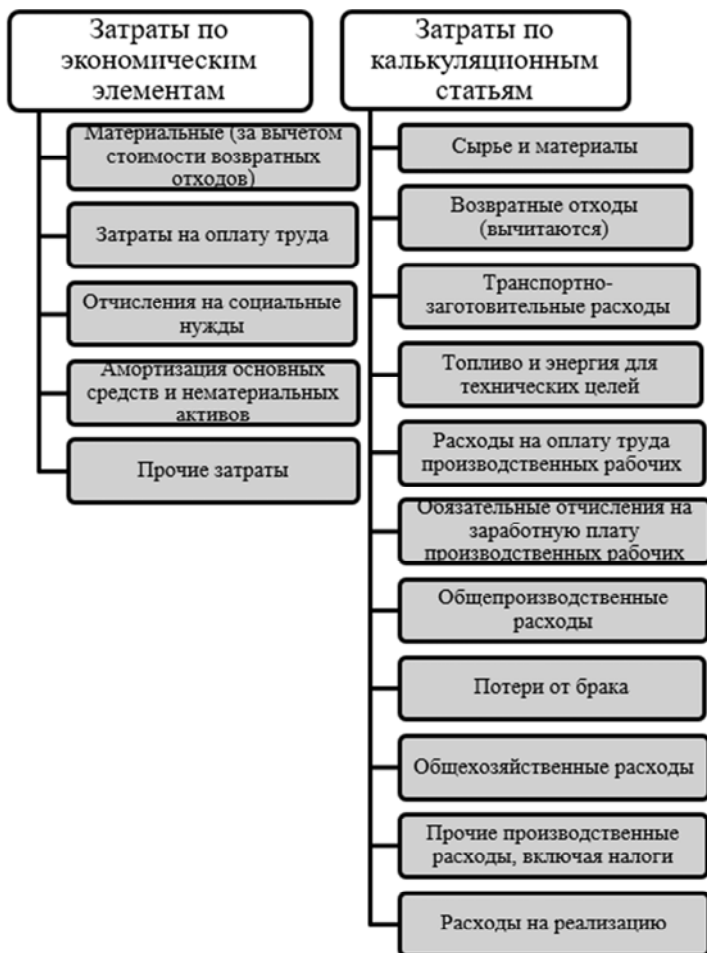 Затраты по
экономическим
элементам
Материальные (за вычетом
стоимости возвратных
отходов)
Затраты на оплату труда
Отчисления на социальные
нужды
Амортизация основных
средств и нематериальных
активов
Прочие затраты
Затраты по
калькуляционным
статьям
Сырье и материалы
Возвратные отходы
(вычитаются)
Транспортно-
заготовительные расходы
Топливо и энергия для
технических целей
Расходы на оплату труда
производственных рабочих
Обязательные отчисления на
заработную плату
производственных рабочих
Общепроизводственные
расходы
Потери от брака
Общехозяйственные расходы
Прочие производственные
расходы, включая налоги
Расходы на реализацию